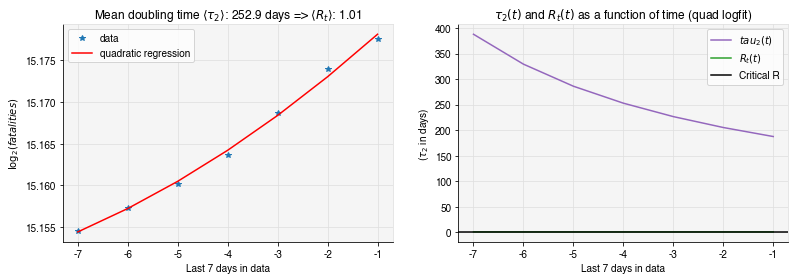 Mean doubling time ⟨τ₂⟩: 252.9 days => ⟨Rₜ⟩: 1.01
data
quadratic regression
log₂(fatalities)
15.175
15.170
15.165
15.160
15.155
-7 -6 -5 -4 -3 -2 -1
Last 7 days in data
τ₂(t) and Rₜ(t) as a function of time (quad logfit)
tau₂(t)
Rₜ(t)
Critical R
(τ₂ in days)
400
350
300
250
200
150
100
50
0
-7 -6 -5 -4 -3 -2 -1
Last 7 days in data